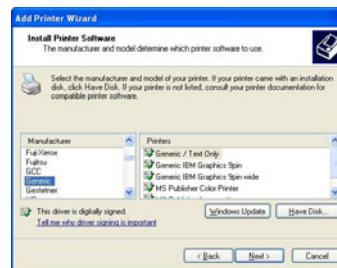 Add Printer Wizard
Install Printer Software
The manufacturer and model determine which printer software to use.
Select the manufacturer and model of your printer. If your printer came with an installation
disk, click Have Disk. If your printer is not listed, consult your printer documentation for
compatible printer software.
Manufacturer
Fuji Xerox
Fujitsu
GCC
Generic
Gestetner
Printers
Generic / Text Only
Generic IBM Graphics 9pin
Generic IBM Graphics 9pin wide
MS Publisher Color Printer
This driver is digitally signed.
Tell me why driver signing is important
Windows Update
Have Disk...
< Back
Next >
Cancel